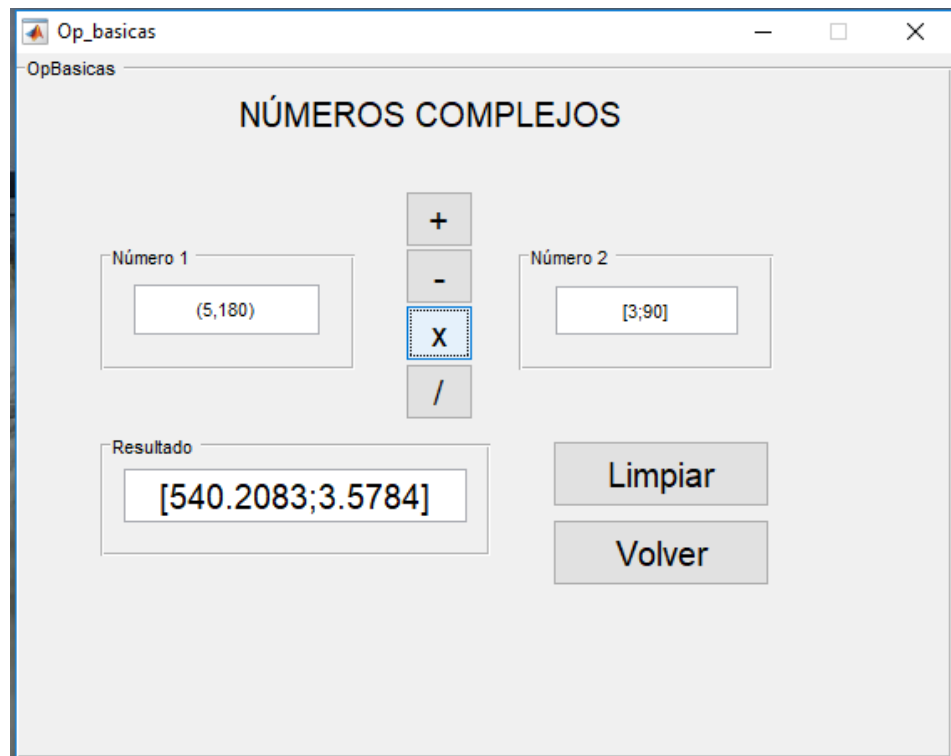 Op_basicas
OpBasicas
NÚMEROS COMPLEJOS
+
-
x
/
Número 1
(5,180)
Número 2
[3;90]
Resultado
[540.2083;3.5784]
Limpiar
Volver